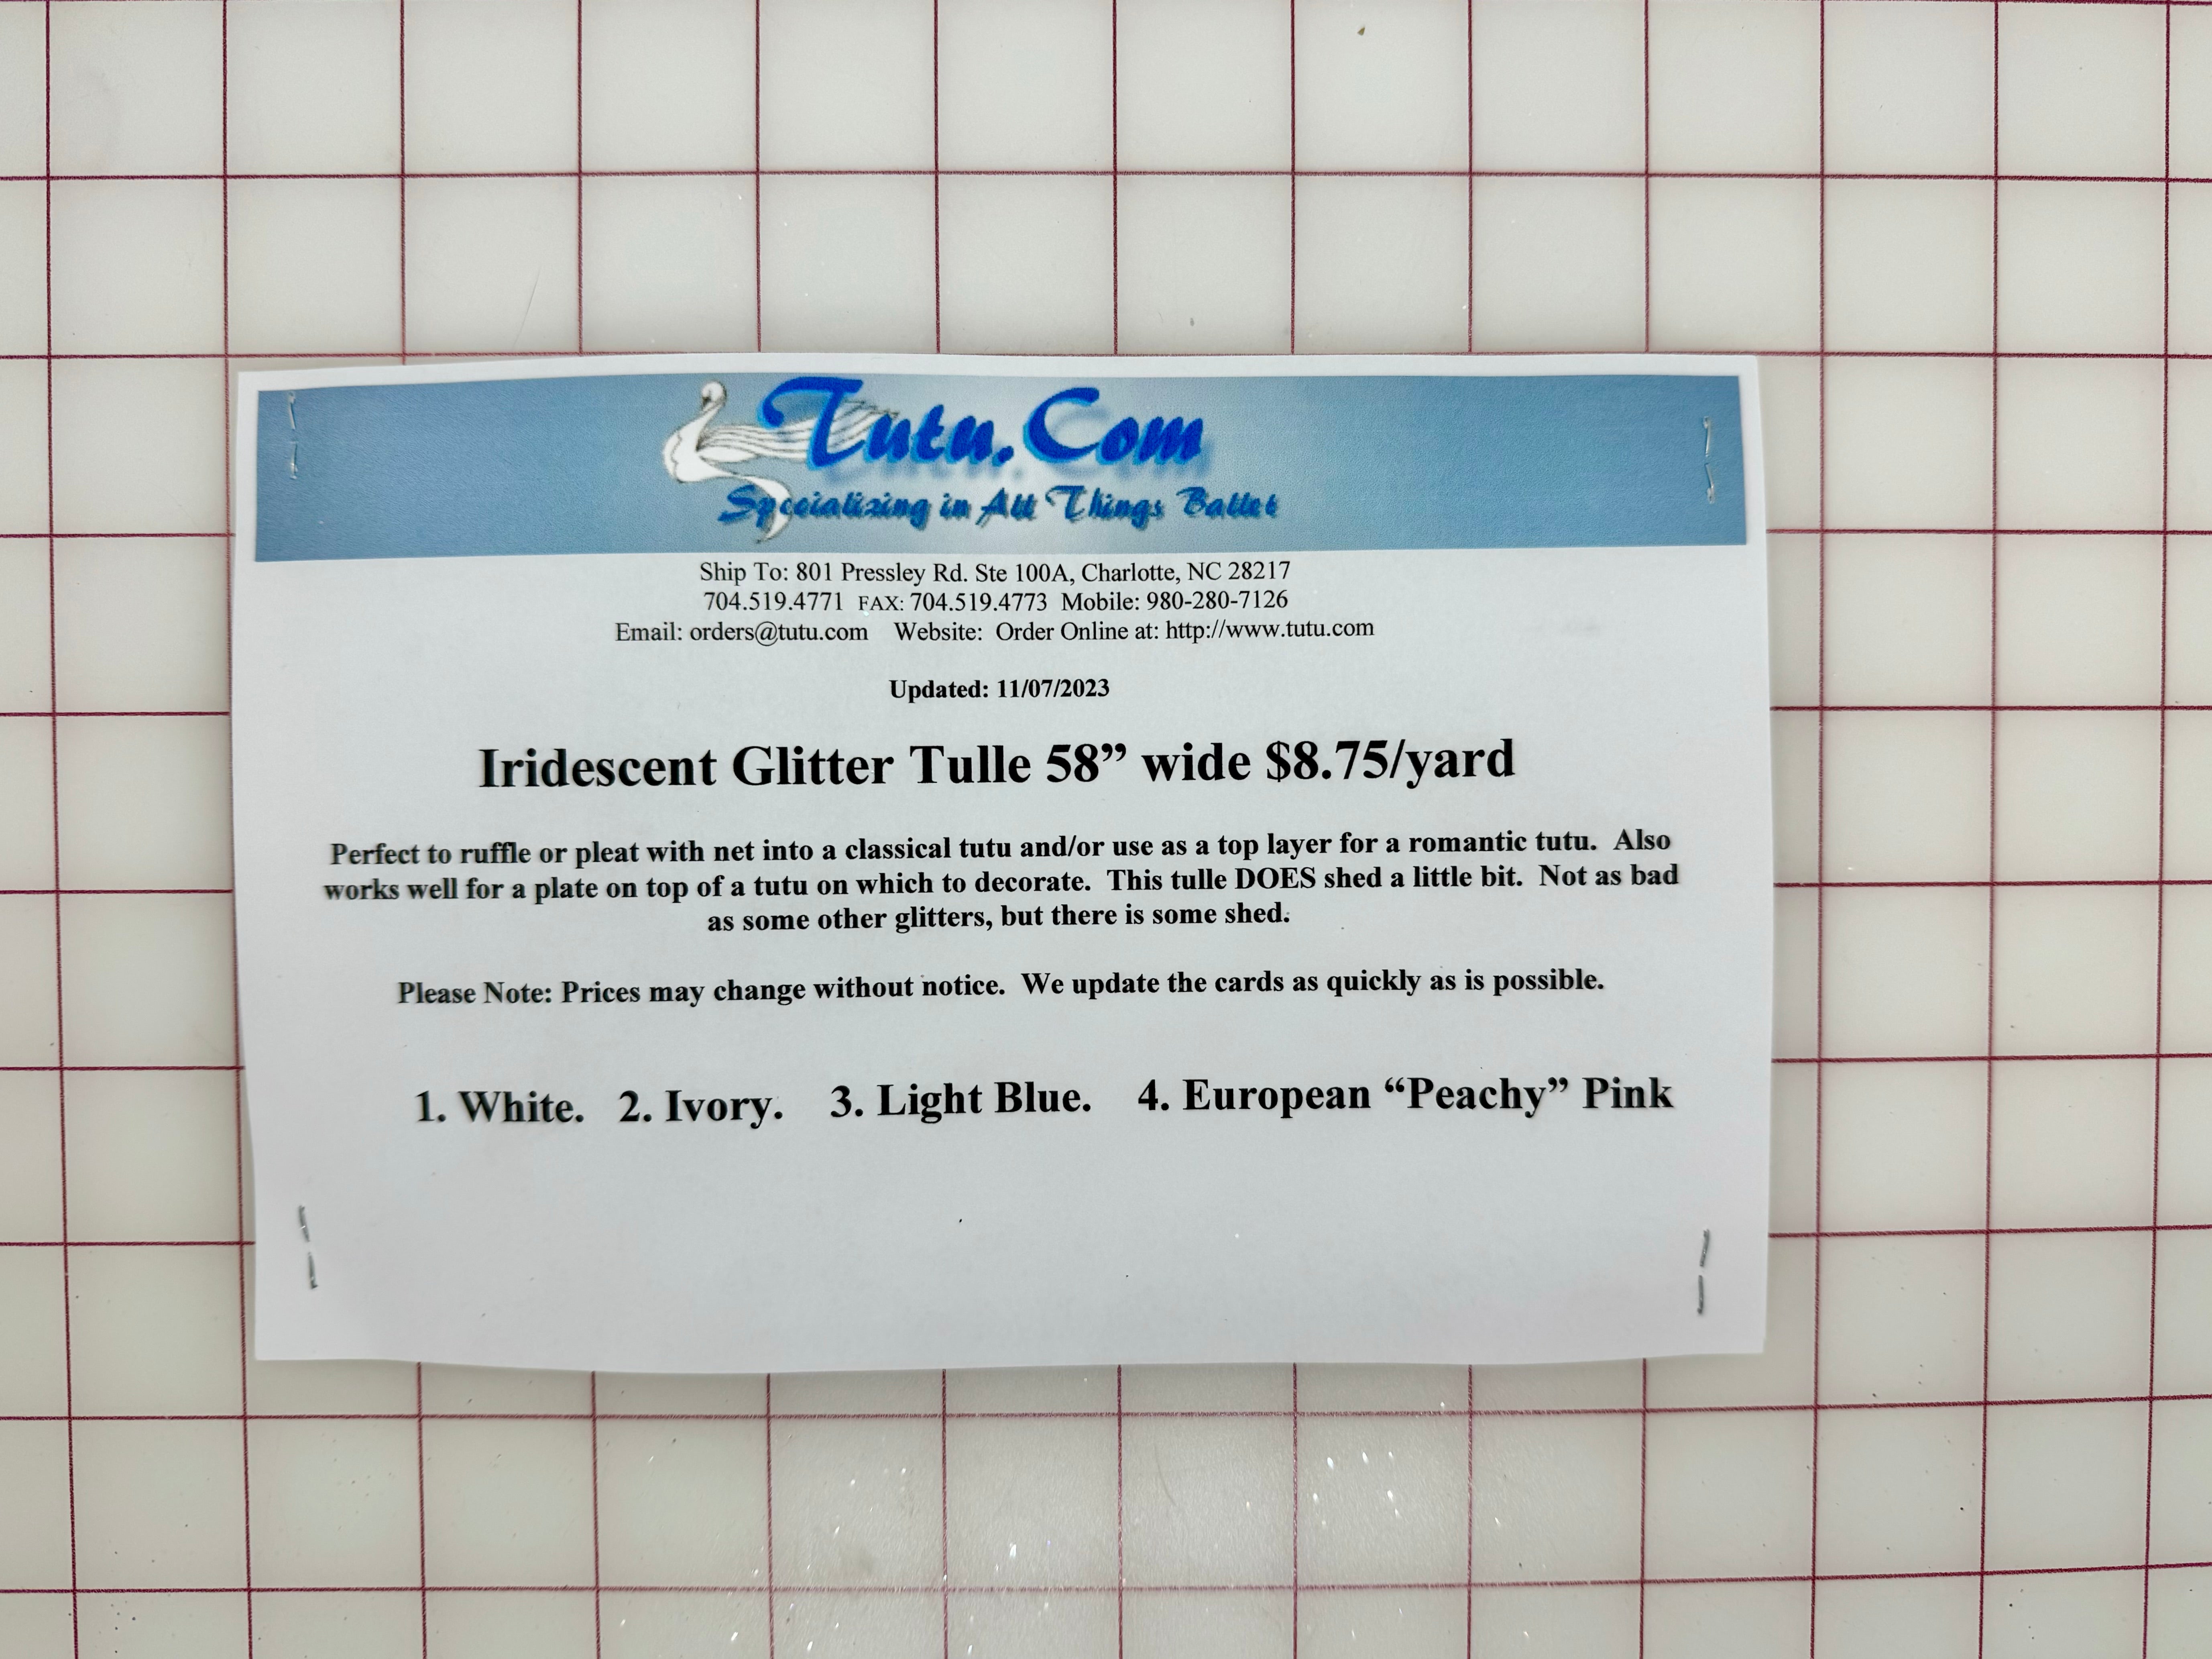 Tutu.Com
Specializing in All Things Ballet
Ship To: 801 Pressley Rd. Ste 100A, Charlotte, NC 28217
704.519.4771 FAX: 704.519.4773 Mobile: 980-280-7126
Email: orders@tutu.com Website: Order Online at: http://www.tutu.com
Updated: 11/07/2023
Iridescent Glitter Tulle 58” wide $8.75/yard
Perfect to ruffle or pleat with net into a classical tutu and/or use as a top layer for a romantic tutu. Also
works well for a plate on top of a tutu on which to decorate. This tulle DOES shed a little bit. Not as bad
as some other glitters, but there is some shed.
Please Note: Prices may change without notice. We update the cards as quickly as is possible.
1. White. 2. Ivory. 3. Light Blue. 4. European “Peachy” Pink